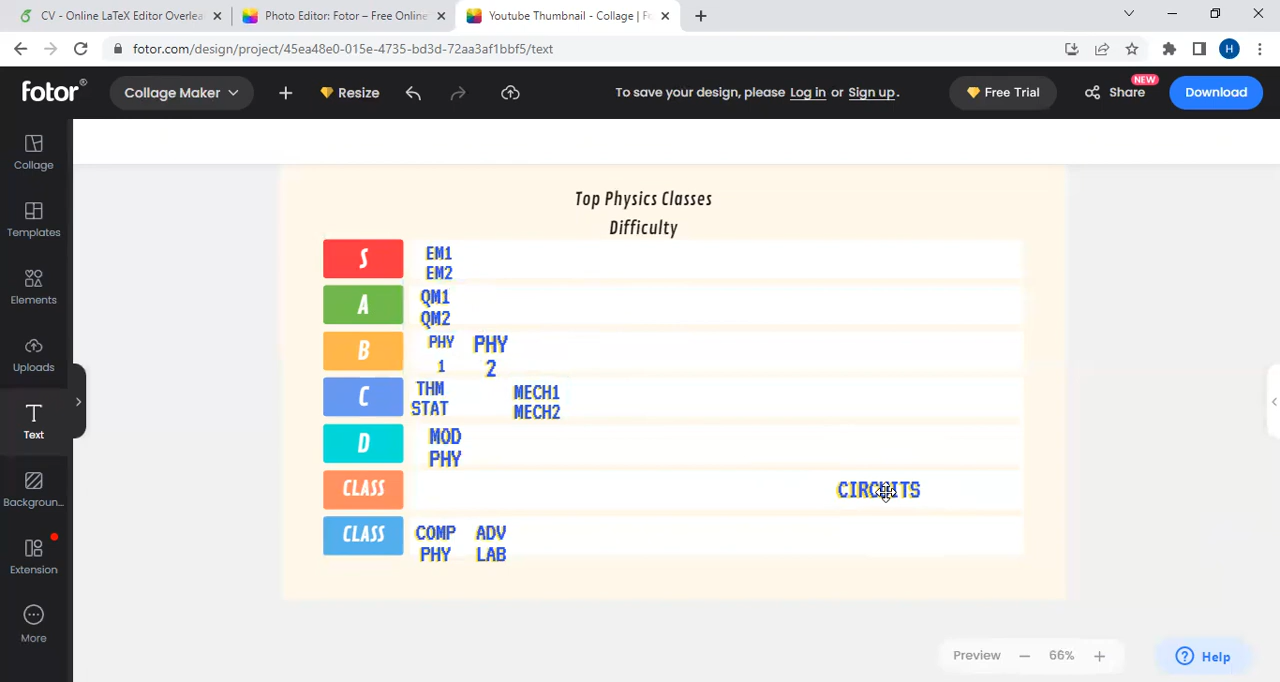 CV - Online LaTeX Editor Overlea
Photo Editor: Fotor – Free Online
Youtube Thumbnail - Collage | Fo
fotor.com/design/project/45ea48e0-015e-4735-bd3d-72aa3af1bbf5/text
H
fotor®
Collage Maker
Resize
To save your design, please Log in or Sign up.
Free Trial
Share
NEW
Download
Collage
Templates
Elements
Uploads
Text
Backgroun...
Extension
More
Top Physics Classes
Difficulty
S
EM1
EM2
A
QM1
QM2
B
PHY
1
PHY
2
C
THM
STAT
MECH1
MECH2
D
MOD
PHY
CLASS
CIRCUITS
CLASS
COMP
PHY
ADV
LAB
Preview
66%
Help